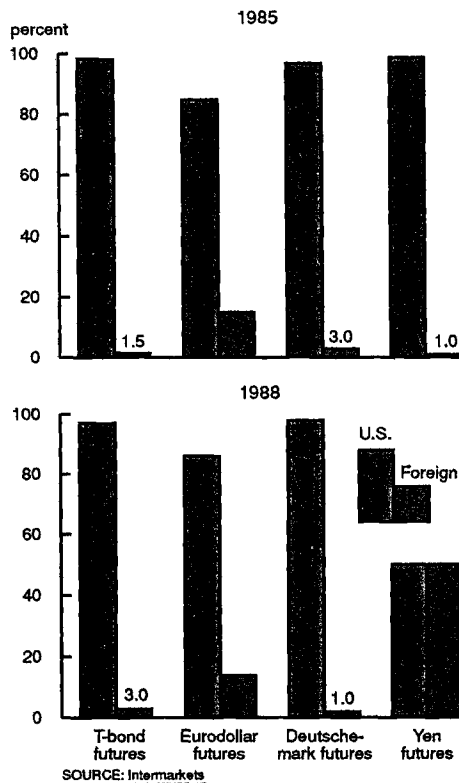 1985
percent
100
80
60
40
20
0
1.5
3.0
1.0
1988
100
80
60
40
20
0
U.S.
Foreign
3.0
1.0
T-bond
futures
Eurodollar
futures
Deutsche-
mark futures
Yen
futures
SOURCE: Intermarkets